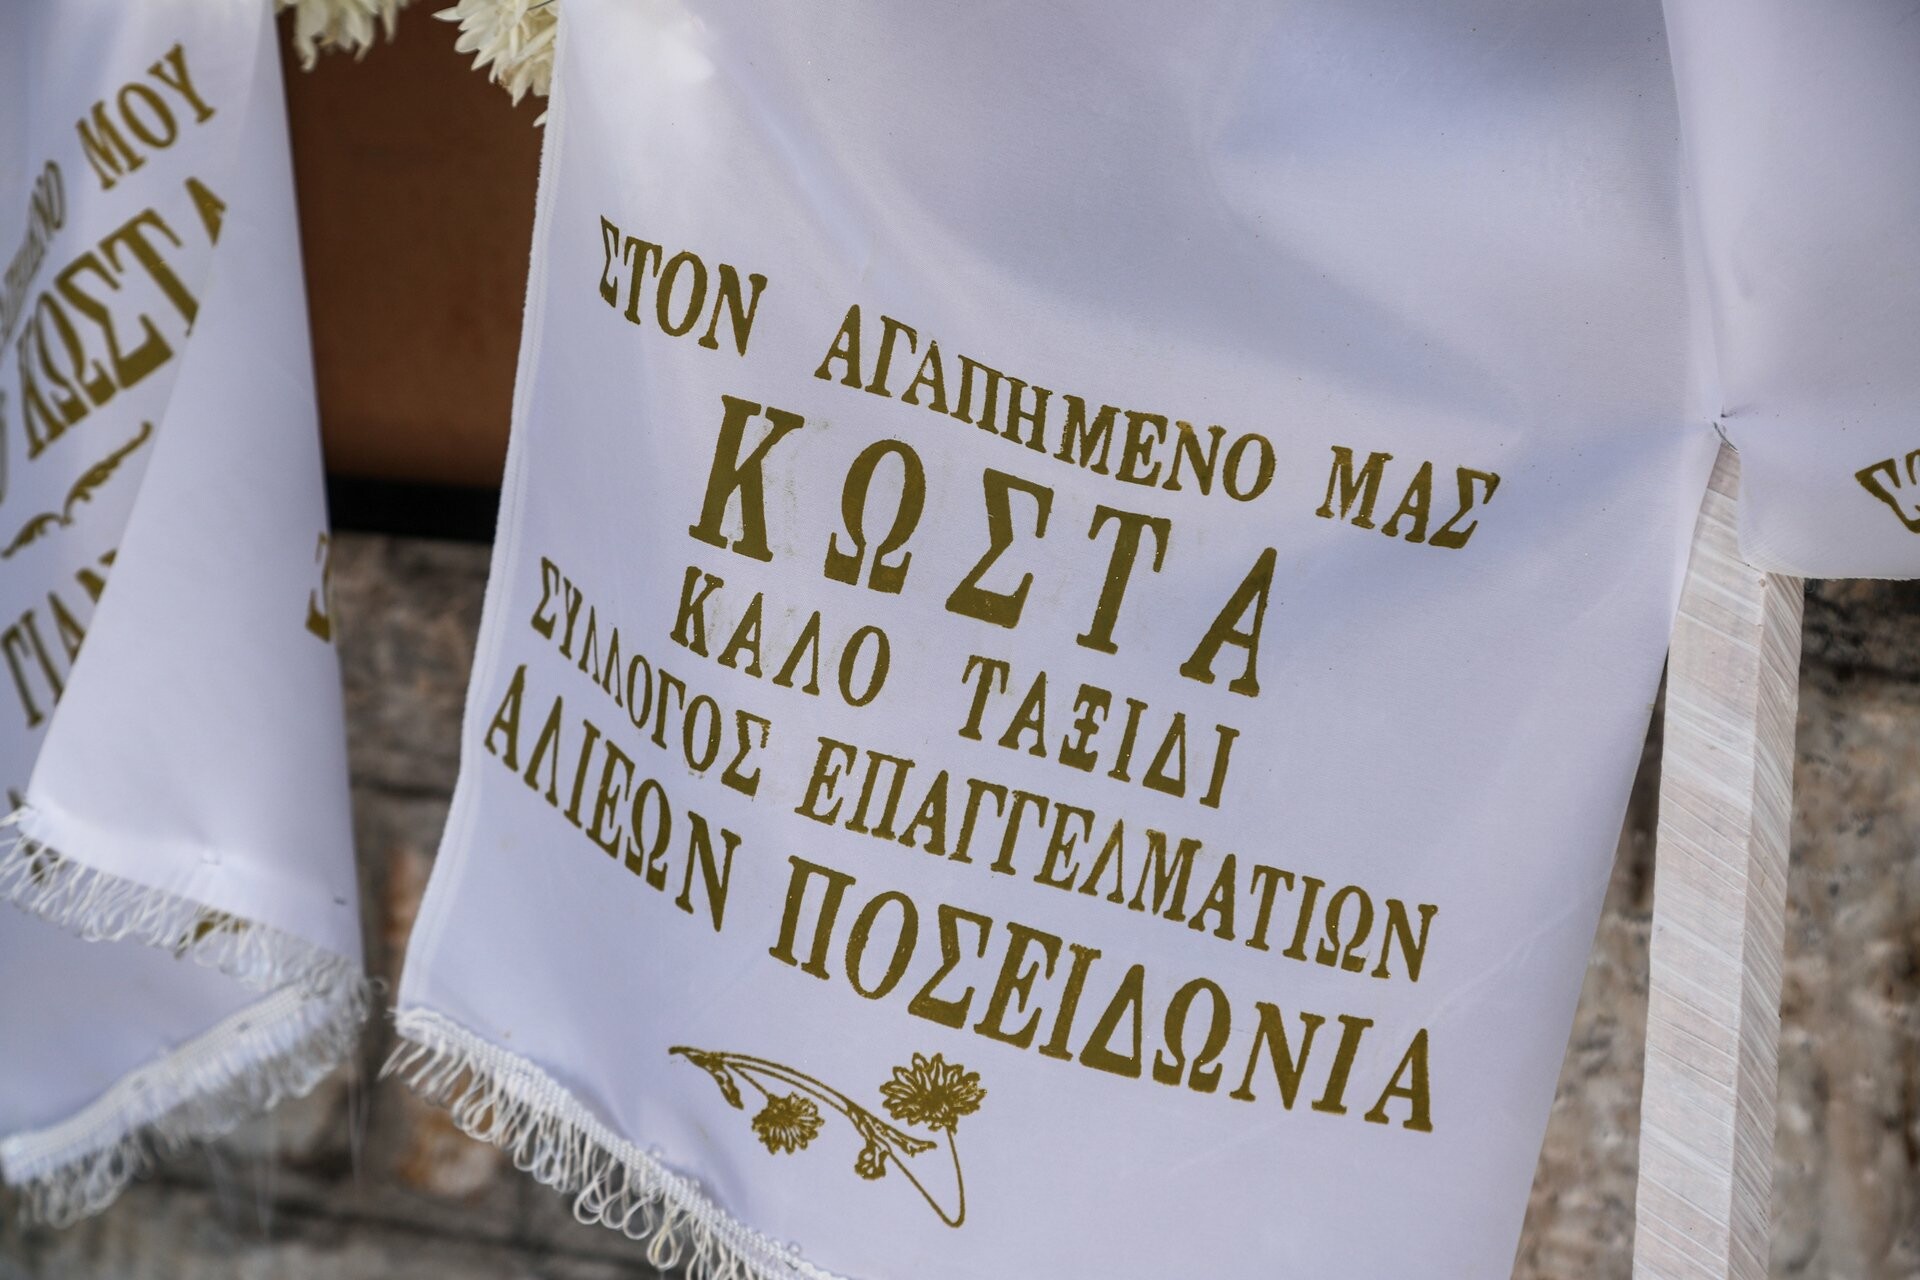 ΜΟΥ
ΚΩΣΤΑ
ΣΤΟΝ ΑΓΑΠΗΜΕΝΟ ΜΑΣ
ΚΩΣΤΑ
ΚΑΛΟ ΤΑΞΙΔΙ
ΣΥΛΛΟΓΟΣ ΕΠΑΓΓΕΛΜΑΤΙΩΝ
ΑΛΙΕΩΝ ΠΟΣΕΙΔΩΝΙΑ